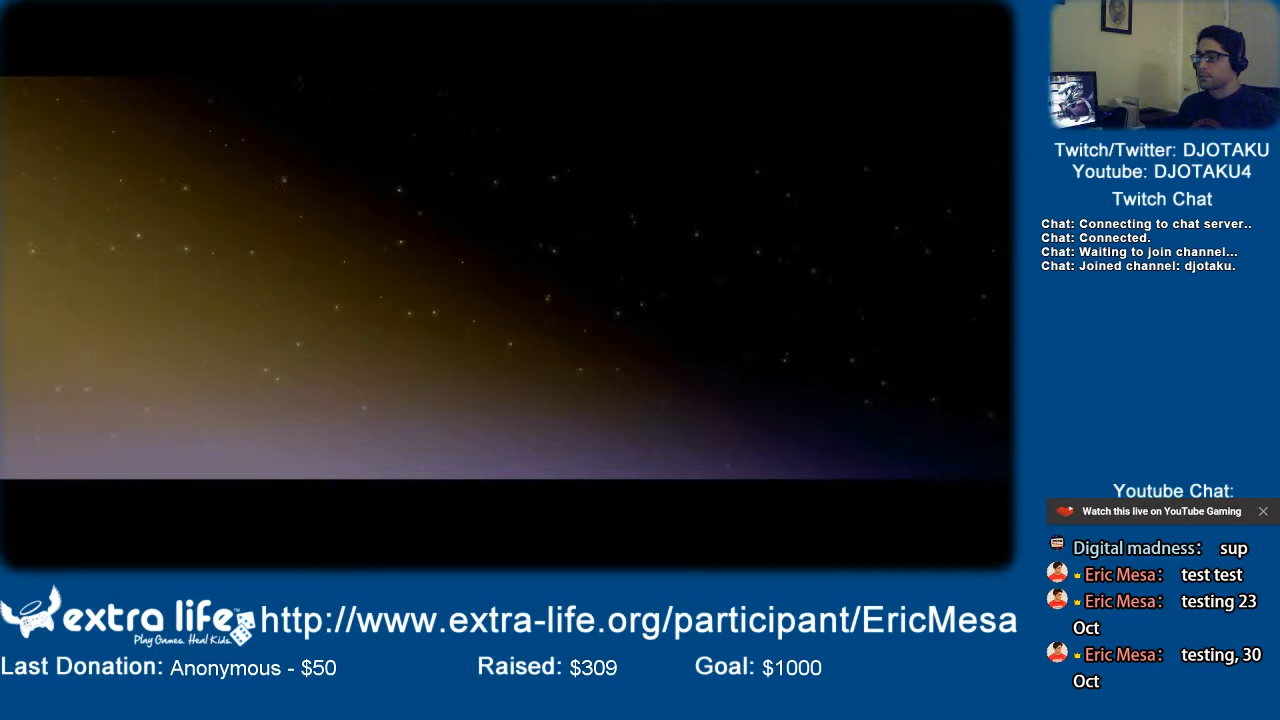 Twitch/Twitter: DJOTAKU
Youtube: DJOTAKU4
Twitch Chat
Chat: Connecting to chat server..
Chat: Connected.
Chat: Waiting to join channel...
Chat: Joined channel: djotaku.
Youtube Chat:
Watch this live on YouTube Gaming
Digital madness: sup
Eric Mesa: test test
Eric Mesa: testing 23
Oct
Eric Mesa: testing, 30
Oct
extra life™ http://www.extra-life.org/participant/EricMesa
Play Games. Heal Kids.
Last Donation: Anonymous - $50 Raised: $309 Goal: $1000